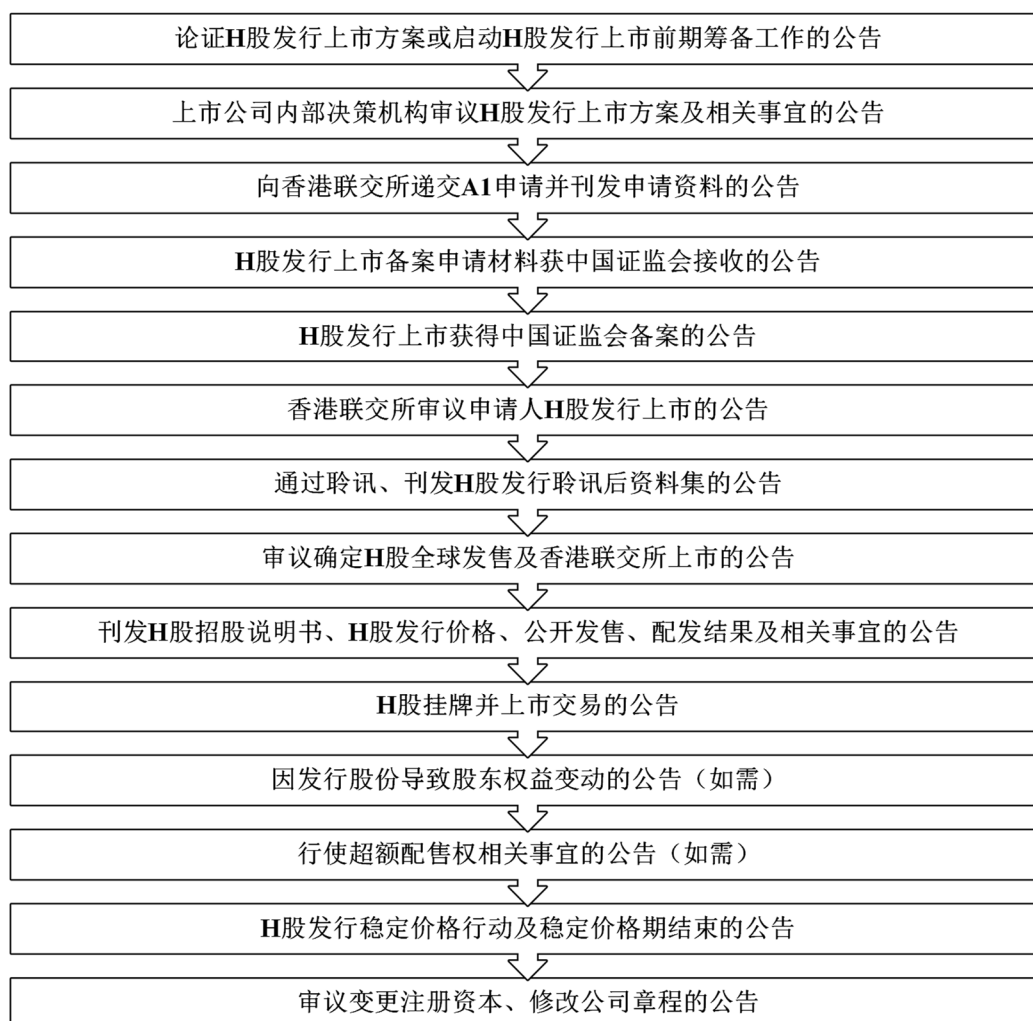 论证H股发行上市方案或启动H股发行上市前期筹备工作的公告
上市公司内部决策机构审议H股发行上市方案及相关事宜的公告
向香港联交所递交A1申请并刊发申请资料的公告
H股发行上市备案申请材料获中国证监会接收的公告
H股发行上市获得中国证监会备案的公告
香港联交所审议申请人H股发行上市的公告
通过聆讯、刊发H股发行聆讯后资料集的公告
审议确定H股全球发售及香港联交所上市的公告
刊发H股招股说明书、H股发行价格、公开发售、配发结果及相关事宜的公告
H股挂牌并上市交易的公告
因发行股份导致股东权益变动的公告（如需）
行使超额配售权相关事宜的公告（如需）
H股发行稳定价格行动及稳定价格期结束的公告
审议变更注册资本、修改公司章程的公告